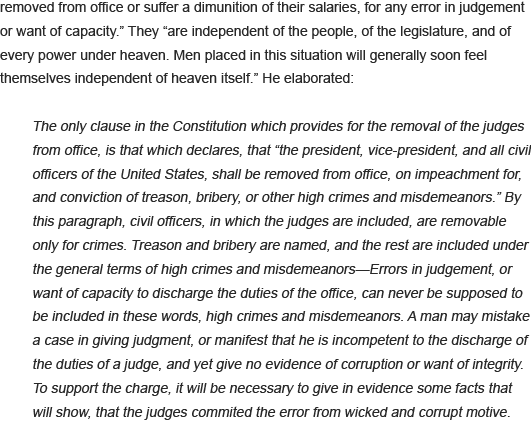 removed from office or suffer a dimunition of their salaries, for any error in judgement
or want of capacity.” They “are independent of the people, of the legislature, and of
every power under heaven. Men placed in this situation will generally soon feel
themselves independent of heaven itself.” He elaborated:
The only clause in the Constitution which provides for the removal of the judges
from office, is that which declares, that “the president, vice-president, and all civil
officers of the United States, shall be removed from office, on impeachment for,
and conviction of treason, bribery, or other high crimes and misdemeanors.” By
this paragraph, civil officers, in which the judges are included, are removable
only for crimes. Treason and bribery are named, and the rest are included under
the general terms of high crimes and misdemeanors—Errors in judgement, or
want of capacity to discharge the duties of the office, can never be supposed to
be included in these words, high crimes and misdemeanors. A man may mistake
a case in giving judgment, or manifest that he is incompetent to the discharge of
the duties of a judge, and yet give no evidence of corruption or want of integrity.
To support the charge, it will be necessary to give in evidence some facts that
will show, that the judges commited the error from wicked and corrupt motive.